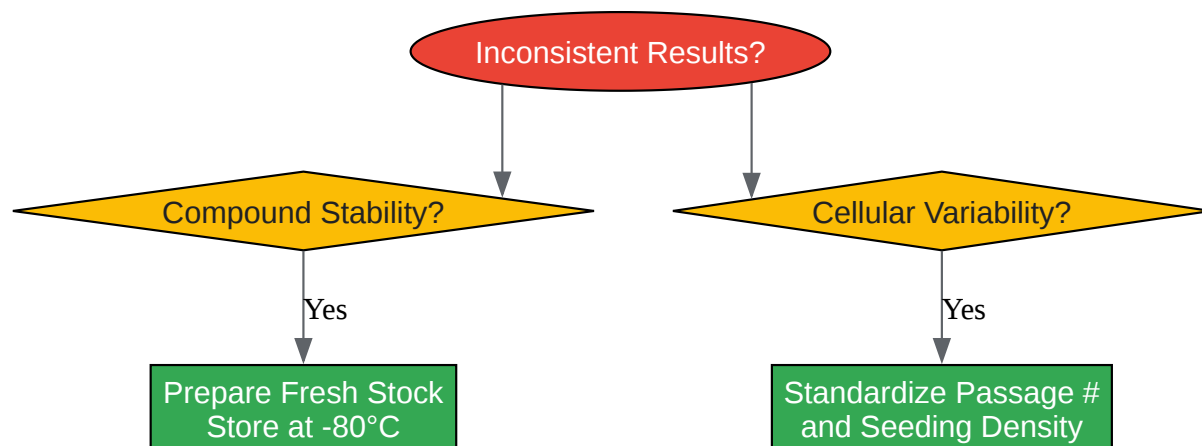 Inconsistent Results?
Compound Stability?
Cellular Variability?
Yes
Yes
Prepare Fresh Stock
Store at -80°C
Standardize Passage #
and Seeding Density